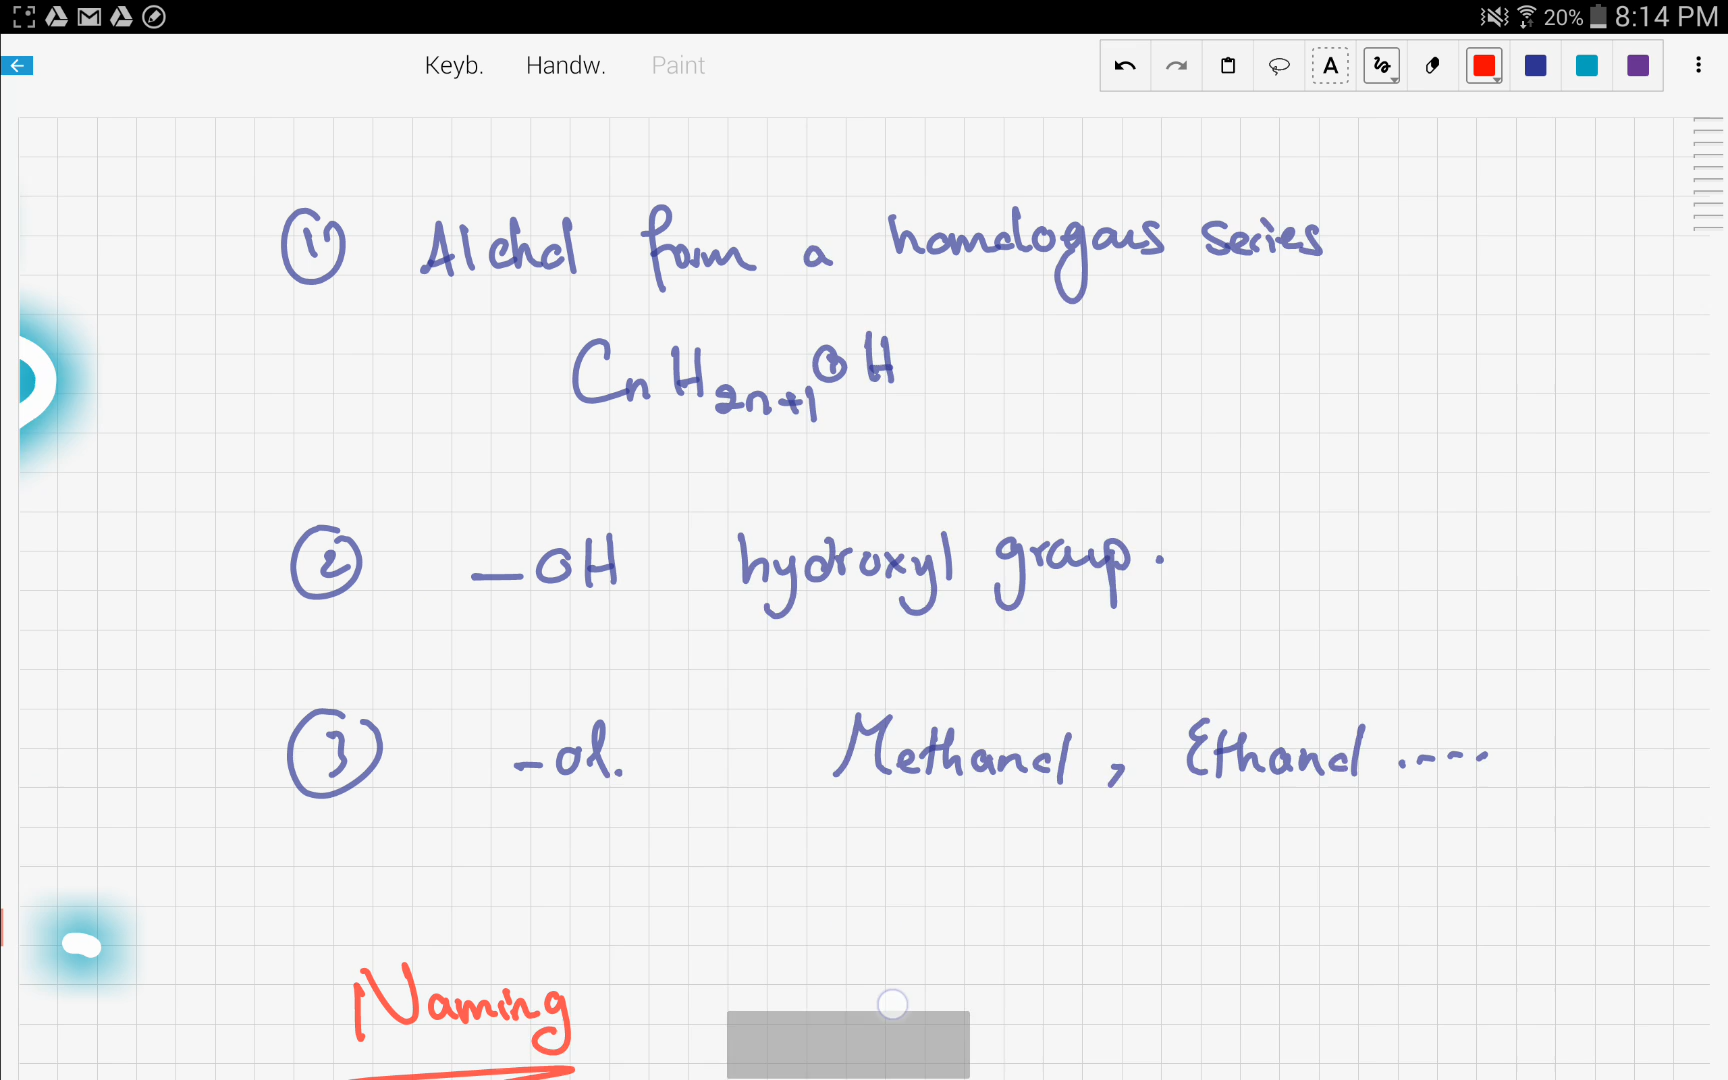 20% 8:14 PM
Keyb. Handw. Paint A
① Alchol form a homologous series
CnH2n+1OH
② –OH hydroxyl group.
③ –ol. Methanol, Ethanol .----
Naming